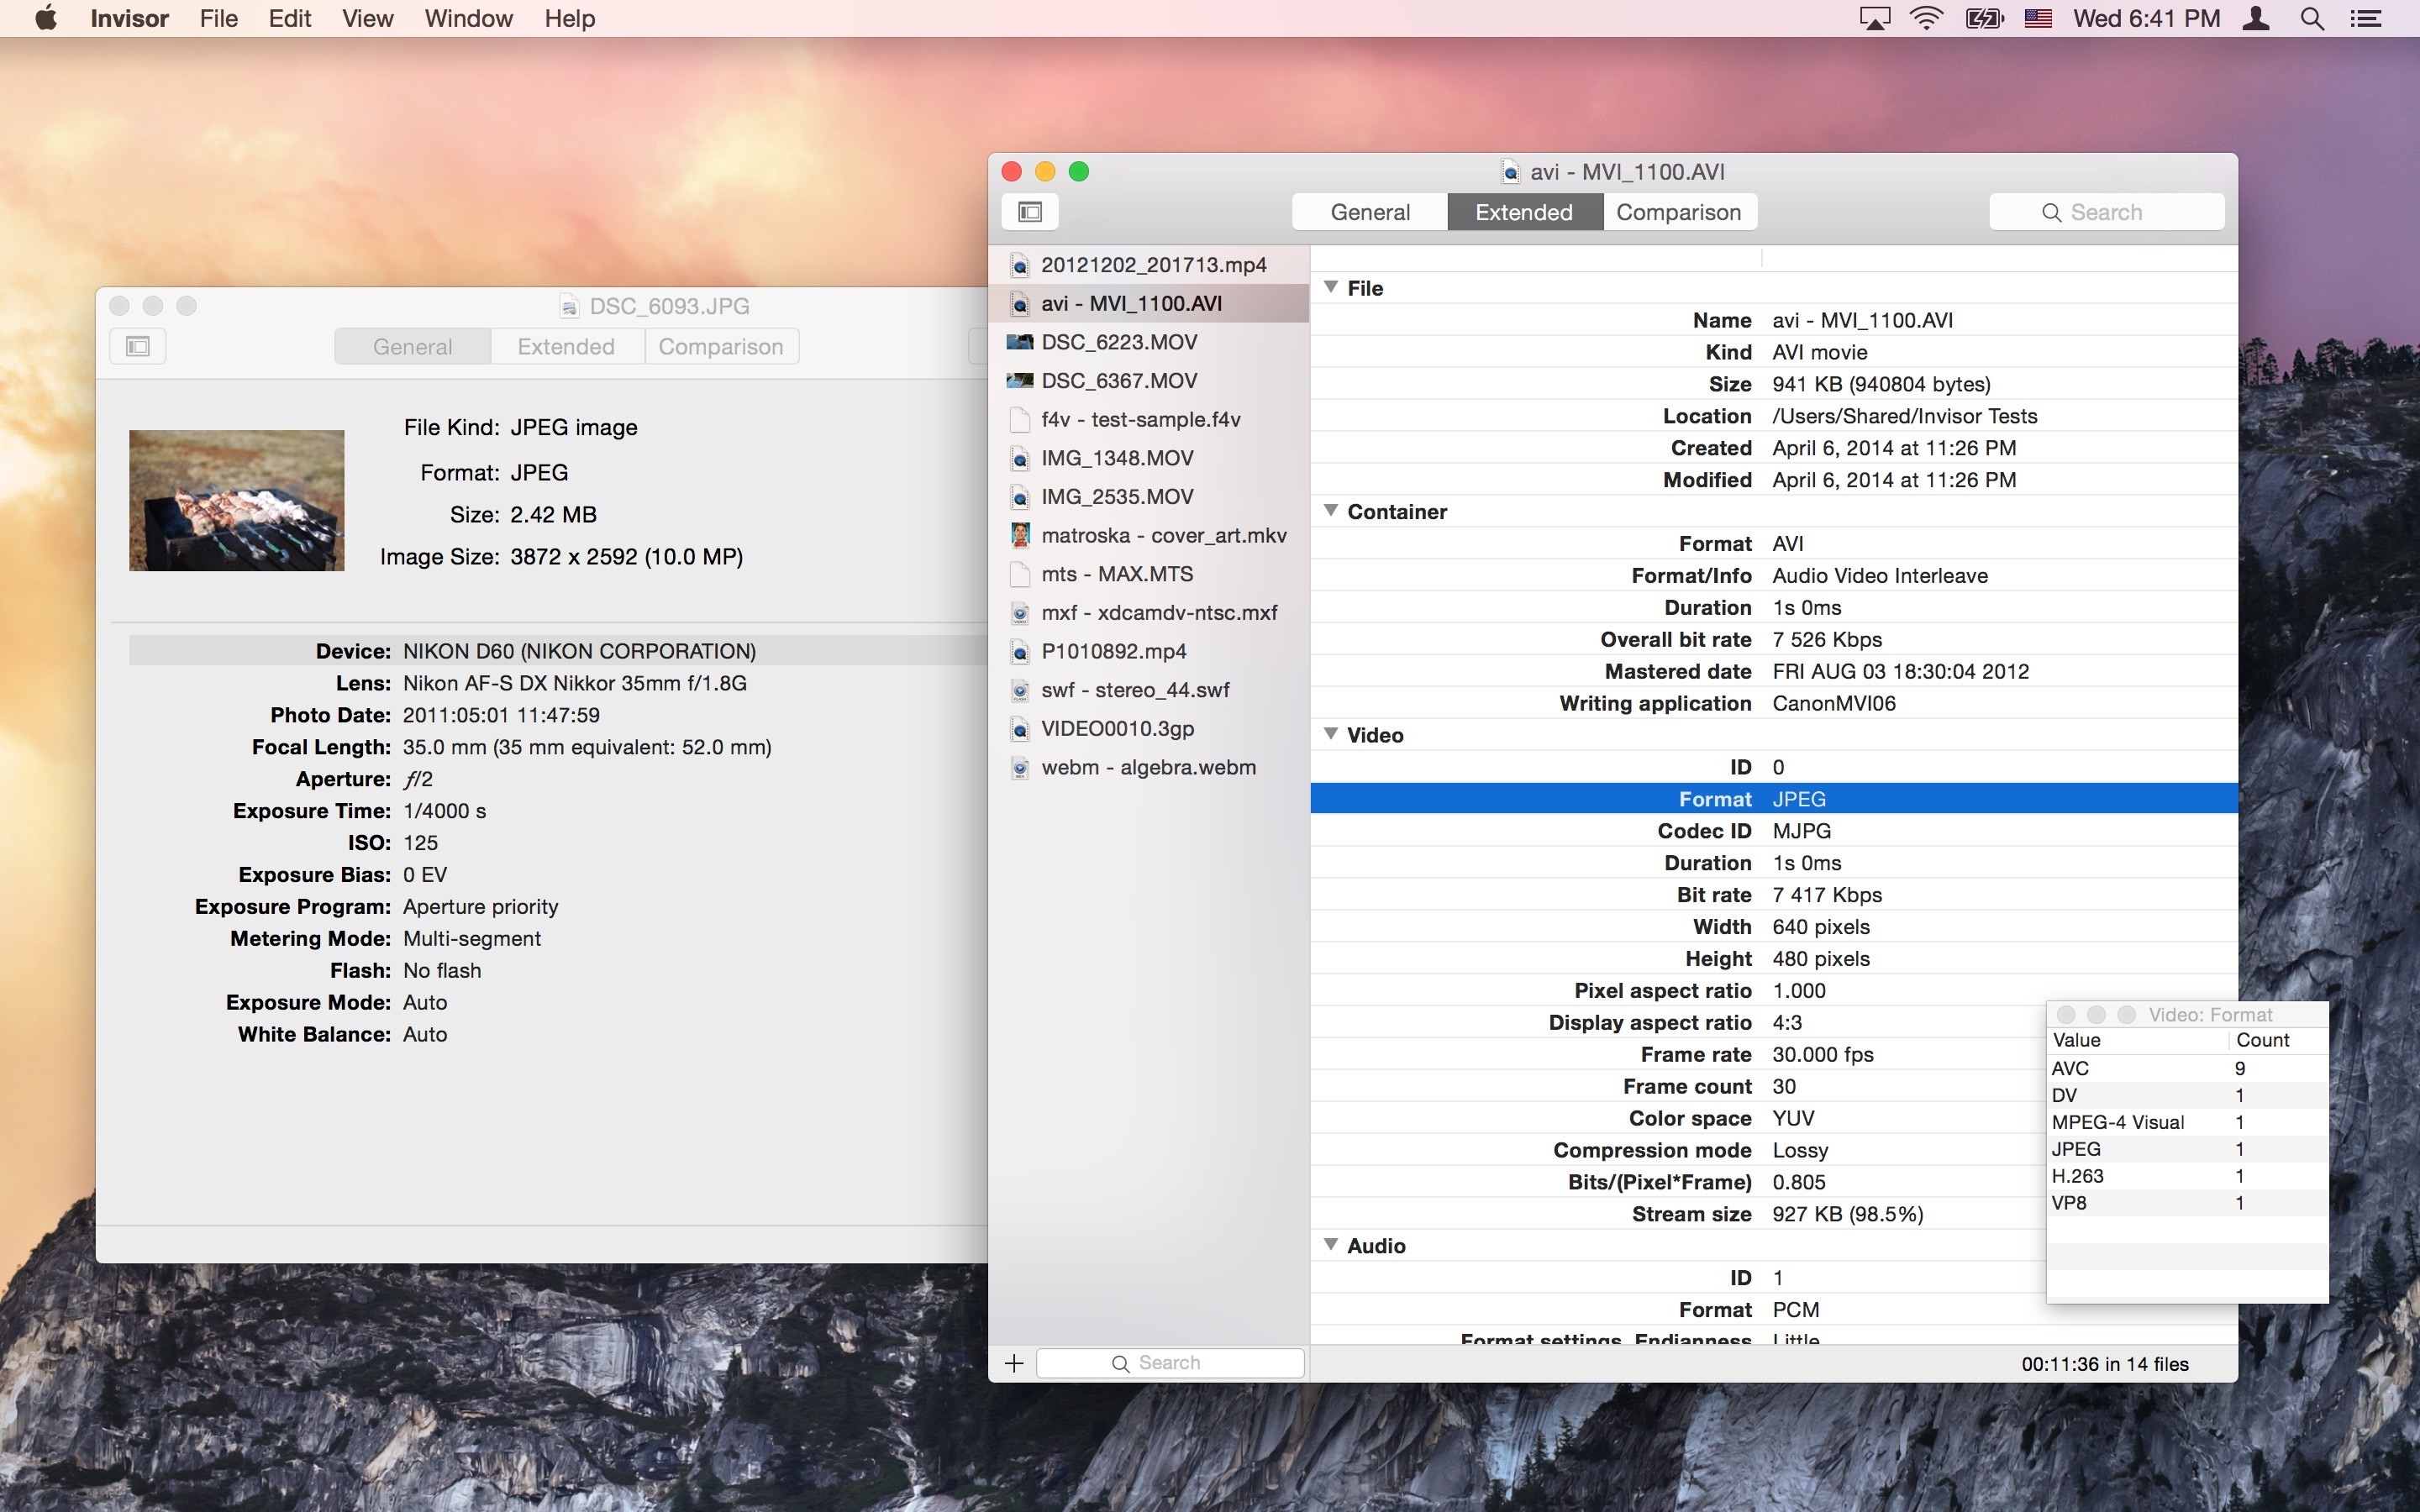 Invisor File Edit View Window Help Wed 6:41 PM
DSC_6093.JPG
General Extended Comparison
File Kind: JPEG image
Format: JPEG
Size: 2.42 MB
Image Size: 3872 x 2592 (10.0 MP)
Device: NIKON D60 (NIKON CORPORATION)
Lens: Nikon AF-S DX Nikkor 35mm f/1.8G
Photo Date: 2011:05:01 11:47:59
Focal Length: 35.0 mm (35 mm equivalent: 52.0 mm)
Aperture: ƒ/2
Exposure Time: 1/4000 s
ISO: 125
Exposure Bias: 0 EV
Exposure Program: Aperture priority
Metering Mode: Multi-segment
Flash: No flash
Exposure Mode: Auto
White Balance: Auto
avi - MVI_1100.AVI
General Extended Comparison Search
20121202_201713.mp4
avi - MVI_1100.AVI
DSC_6223.MOV
DSC_6367.MOV
f4v - test-sample.f4v
IMG_1348.MOV
IMG_2535.MOV
matroska - cover_art.mkv
mts - MAX.MTS
mxf - xdcamdv-ntsc.mxf
P1010892.mp4
swf - stereo_44.swf
VIDEO0010.3gp
webm - algebra.webm
Search
File
Name avi - MVI_1100.AVI
Kind AVI movie
Size 941 KB (940804 bytes)
Location /Users/Shared/Invisor Tests
Created April 6, 2014 at 11:26 PM
Modified April 6, 2014 at 11:26 PM
Container
Format AVI
Format/Info Audio Video Interleave
Duration 1s 0ms
Overall bit rate 7 526 Kbps
Mastered date FRI AUG 03 18:30:04 2012
Writing application CanonMVI06
Video
ID 0
Format JPEG
Codec ID MJPG
Duration 1s 0ms
Bit rate 7 417 Kbps
Width 640 pixels
Height 480 pixels
Pixel aspect ratio 1.000
Display aspect ratio 4:3
Frame rate 30.000 fps
Frame count 30
Color space YUV
Compression mode Lossy
Bits/(Pixel*Frame) 0.805
Stream size 927 KB (98.5%)
Audio
ID 1
Format PCM
Format settings, Endianness Little
00:11:36 in 14 files
Video: Format
Value Count
AVC 9
DV 1
MPEG-4 Visual 1
JPEG 1
H.263 1
VP8 1